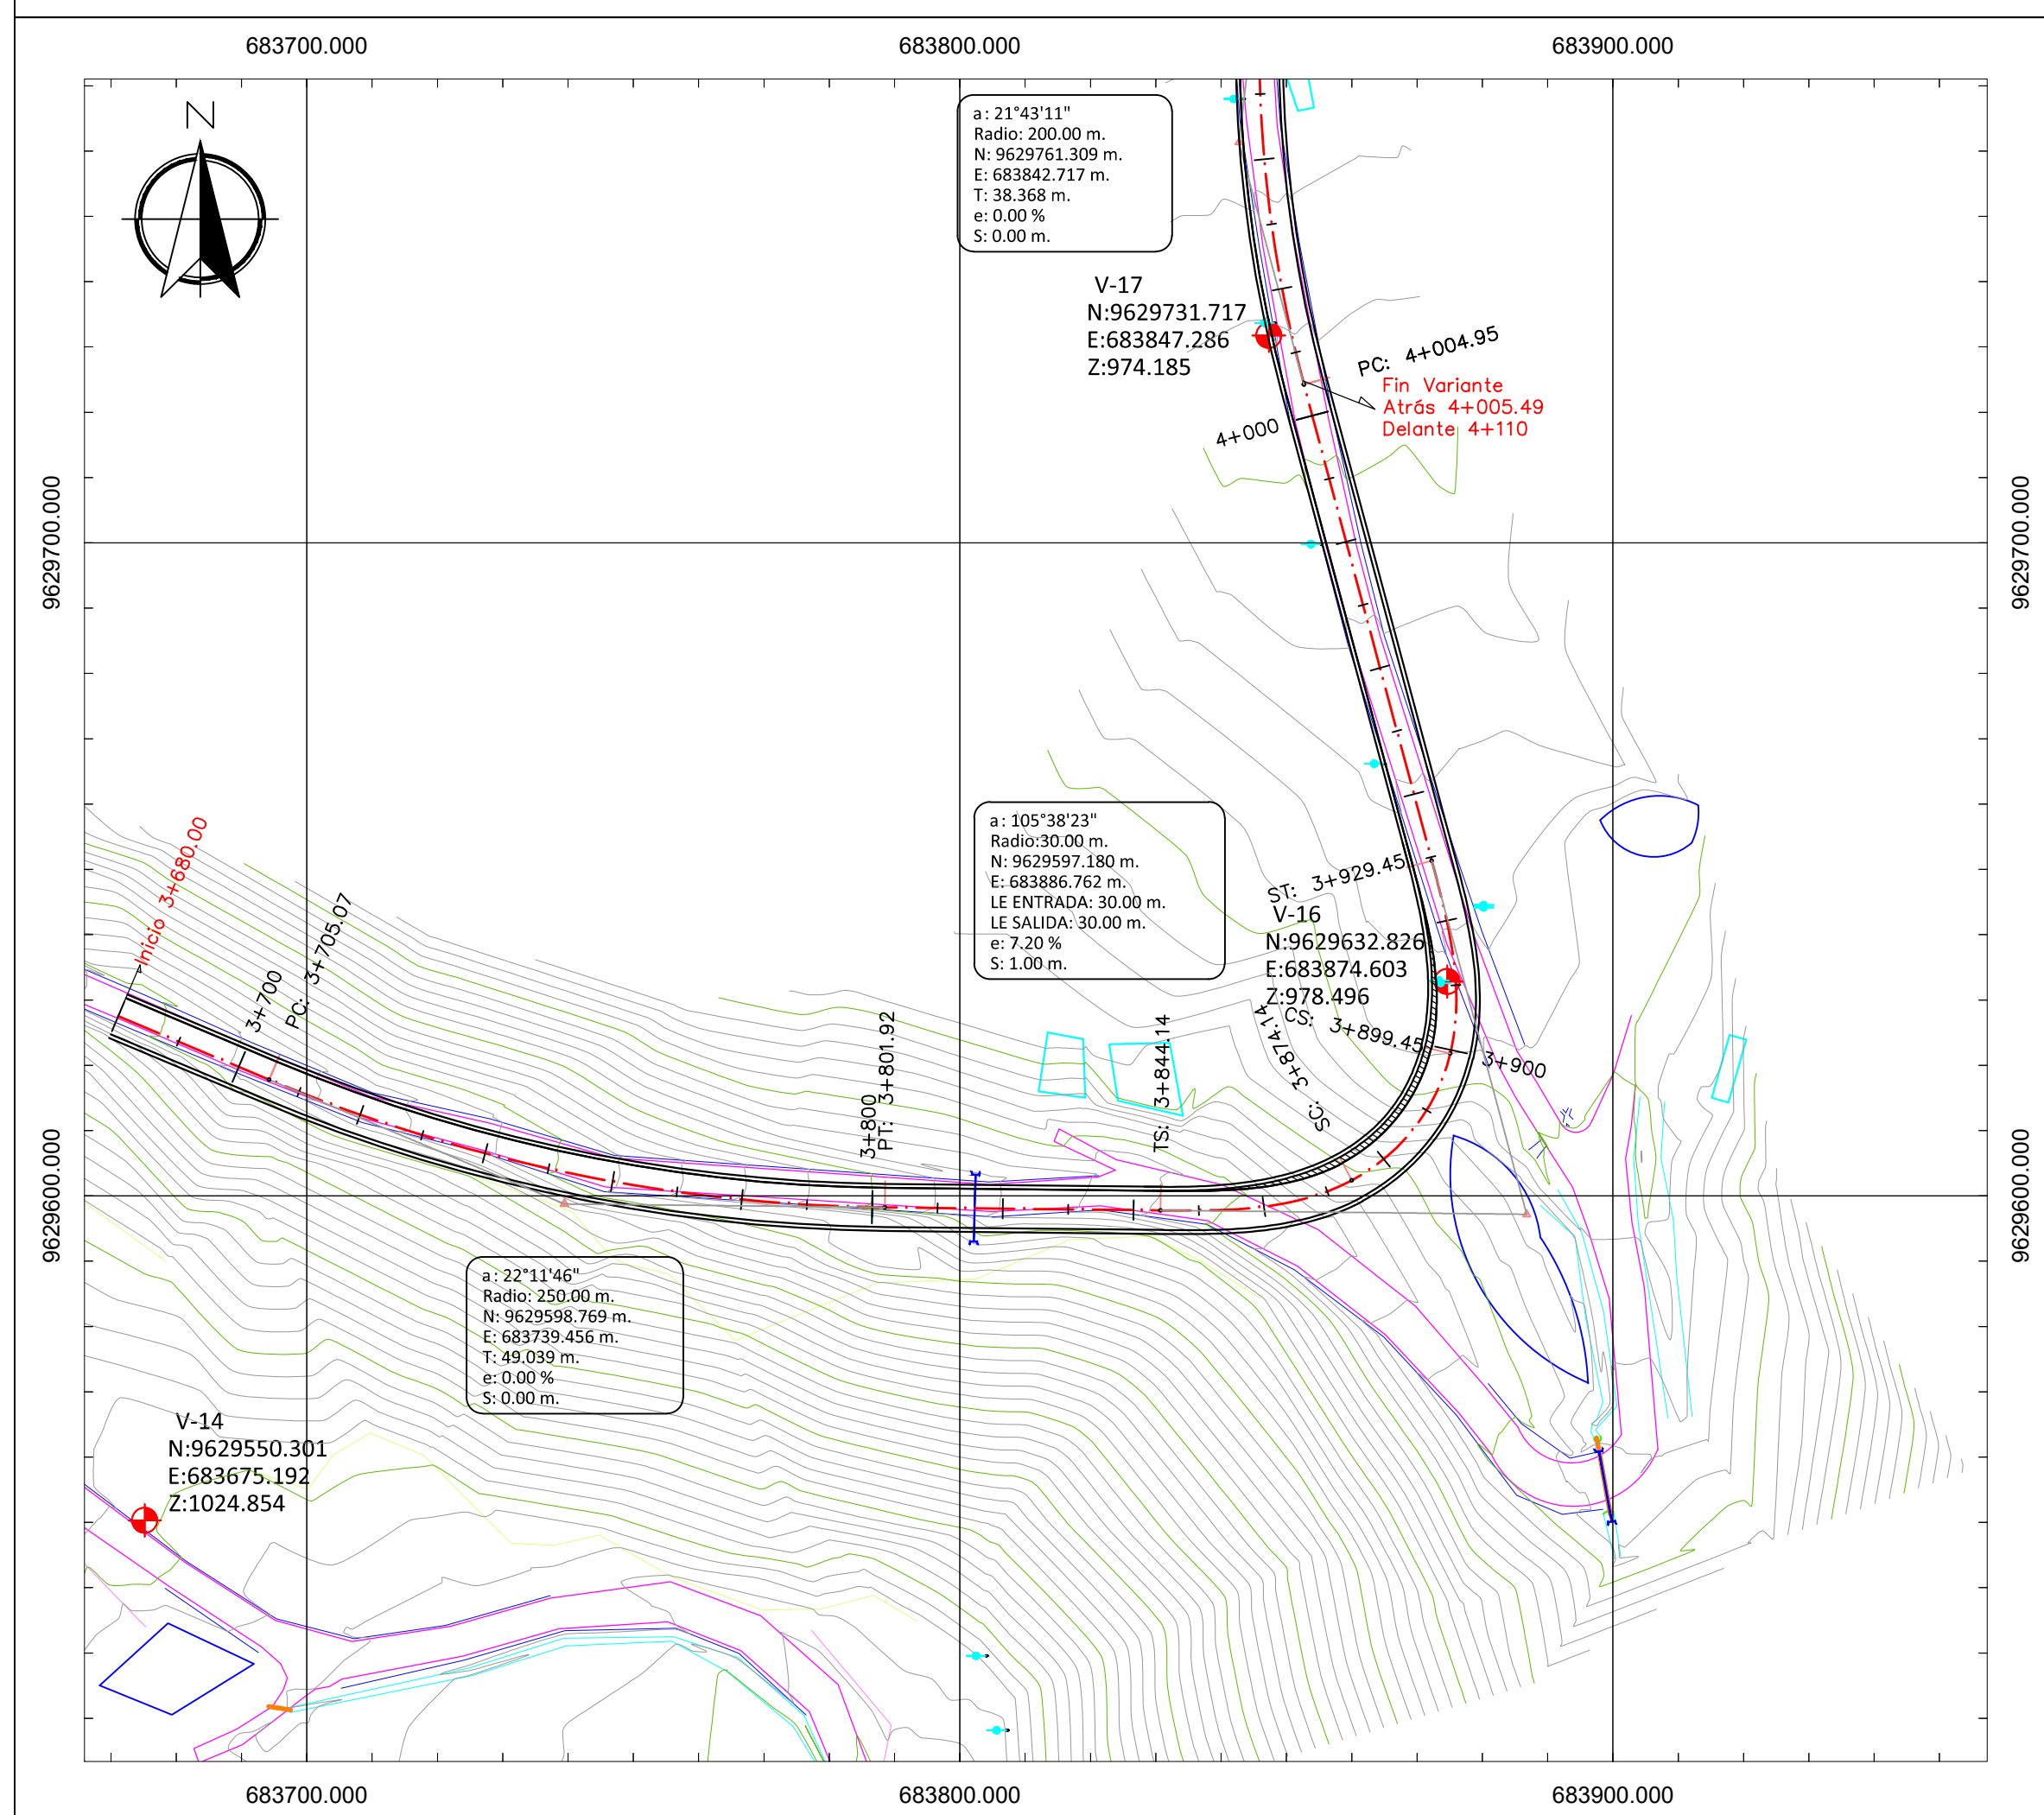 683700.000
683800.000
683900.000
N
a: 21°43'11"
Radio: 200.00 m.
N: 9629761.309 m.
E: 683842.717 m.
T: 38.368 m.
e: 0.00 %
S: 0.00 m.
V-17
N:9629731.717
E:683847.286
Z:974.185
PC: 4+004.95
Fin Variante
Atrás 4+005.49
Delante 4+110
4+000
9629700.000
9629700.000
a: 105°38'23"
Radio:30.00 m.
N: 9629597.180 m.
E: 683886.762 m.
LE ENTRADA: 30.00 m.
LE SALIDA: 30.00 m.
e: 7.20 %
S: 1.00 m.
ST: 3+929.45
V-16
N:9629632.826
E:683874.603
Z:978.496
CS: 3+899.45
3+900
SC: 3+874.14
TS: 3+844.14
Inicio 3+680.00
3+700
PC: 3+705.07
3+800
PT: 3+801.92
9629600.000
9629600.000
a: 22°11'46"
Radio: 250.00 m.
N: 9629598.769 m.
E: 683739.456 m.
T: 49.039 m.
e: 0.00 %
S: 0.00 m.
V-14
N:9629550.301
E:683675.192
Z:1024.854
683700.000
683800.000
683900.000